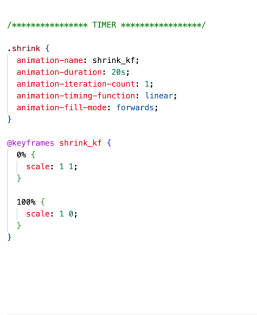 /**************** TIMER *****************/
.shrink {
animation-name: shrink_kf;
animation-duration: 20s;
animation-iteration-count: 1;
animation-timing-function: linear;
animation-fill-mode: forwards;
}
@keyframes shrink_kf {
0% {
scale: 1 1;
}
100% {
scale: 1 0;
}
}